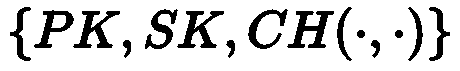 {PK, SK, CH(·, ·)}